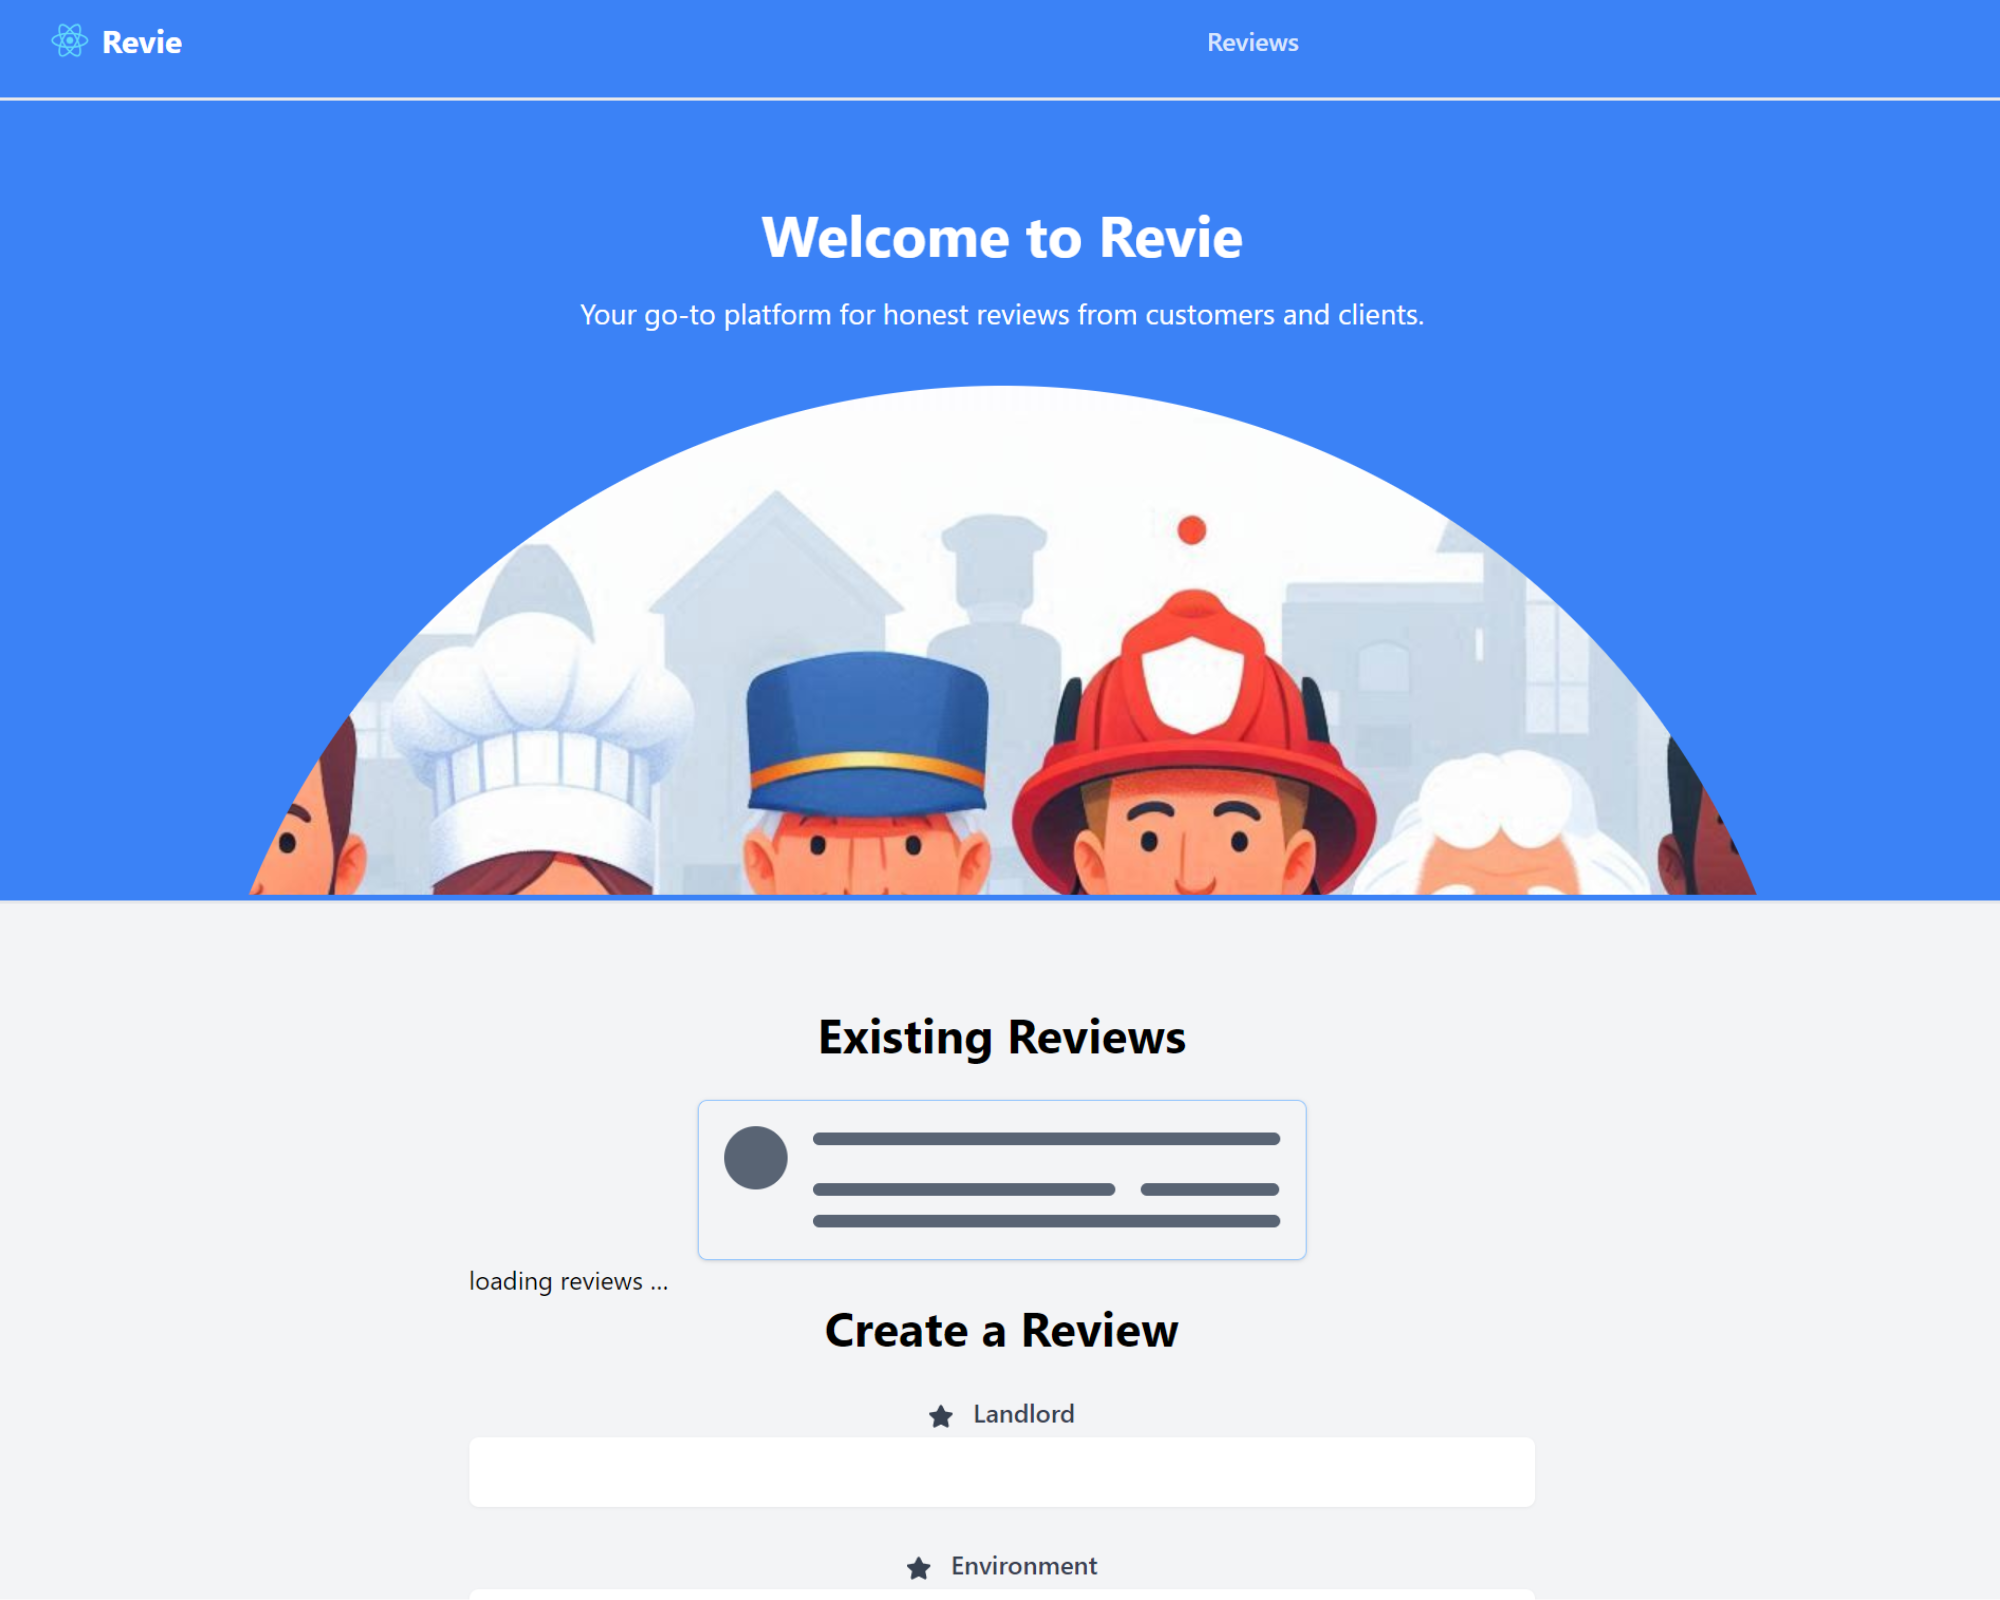 Revie
Reviews
Welcome to Revie
Your go-to platform for honest reviews from customers and clients.
Existing Reviews
loading reviews ...
Create a Review
Landlord
Environment